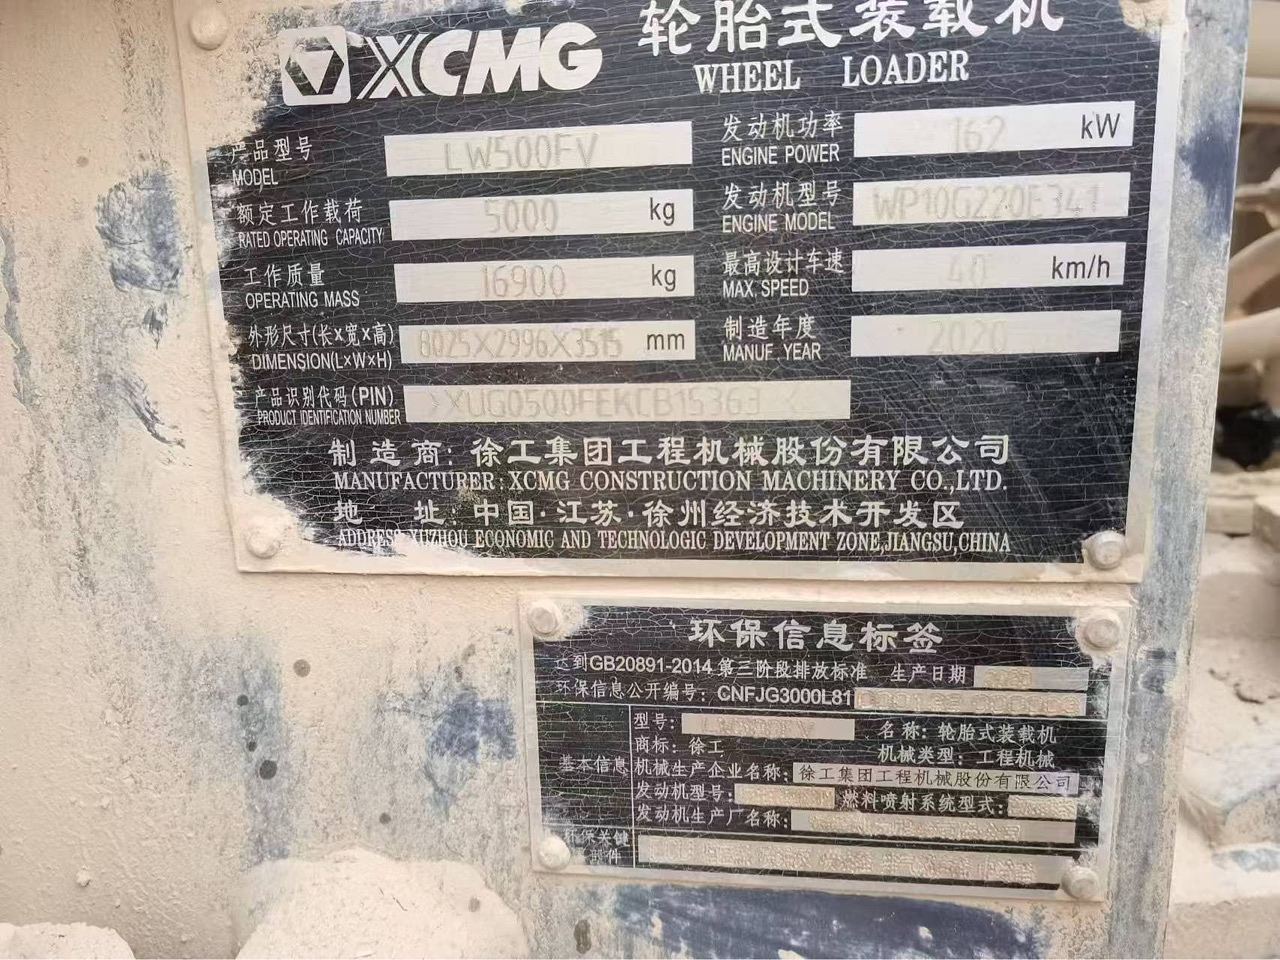 XCMG 轮胎式装载机
WHEEL LOADER
产品型号 LW500FV 发动机功率 162 kW
MODEL ENGINE POWER
额定工作载荷 5000 kg 发动机型号 WP10G220E341
RATED OPERATING CAPACITY ENGINE MODEL
工作质量 16900 kg 最高设计车速 40 km/h
OPERATING MASS MAX. SPEED
外形尺寸(长x宽x高) 8025X2996X3515 mm 制造年度 2020
DIMENSION(L×W×H) MANUF. YEAR
产品识别代码(PIN)
PRODUCT IDENTIFICATION NUMBER
制造商:徐工集团工程机械股份有限公司
MANUFACTURER: XCMG CONSTRUCTION MACHINERY CO.,LTD.
地址:中国·江苏·徐州经济技术开发区
ADDRESS XUZHOU ECONOMIC AND TECHNOLOGIC DEVELOPMENT ZONE,JIANGSU,CHINA
环保信息标签
达到GB20891-2014 第三阶段排放标准 生产日期
环保信息公开编号: CNFJG3000L81
型号: 名称:轮胎式装载机
商标:徐工 机械类型:工程机械
基本信息 机械生产企业名称:徐工集团工程机械股份有限公司
发动机型号: 燃料喷射系统型式:
发动机生产厂名称:
环保关键
部件